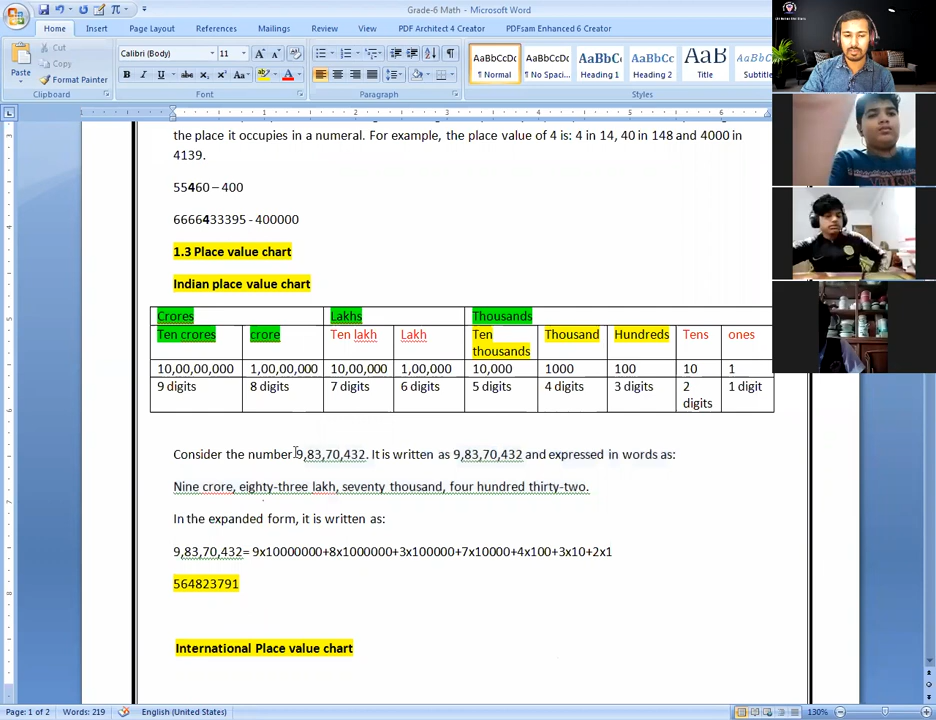 Grade-6 Math - Microsoft Word
Home Insert Page Layout References Mailings Review View PDF Architect 4 Creator PDFsam Enhanced 6 Creator
Paste Cut Copy Format Painter
Calibri (Body) 11
AaBbCcDc AaBbCcDc AaBbC AaBbCc AaB AaBbCc
¶ Normal ¶ No Spaci... Heading 1 Heading 2 Title Subtitle
Clipboard Font Paragraph Styles
the place it occupies in a numeral. For example, the place value of 4 is: 4 in 14, 40 in 148 and 4000 in
4139.
55460 – 400
6666433395 - 400000
1.3 Place value chart
Indian place value chart
Crores Lakhs Thousands
Ten crores crore Ten lakh Lakh Ten thousands Thousand Hundreds Tens ones
10,00,00,000 1,00,00,000 10,00,000 1,00,000 10,000 1000 100 10 1
9 digits 8 digits 7 digits 6 digits 5 digits 4 digits 3 digits 2 digits 1 digit
Consider the number 9,83,70,432. It is written as 9,83,70,432 and expressed in words as:
Nine crore, eighty-three lakh, seventy thousand, four hundred thirty-two.
In the expanded form, it is written as:
9,83,70,432= 9x10000000+8x1000000+3x100000+7x10000+4x100+3x10+2x1
564823791
International Place value chart
Page: 1 of 2 Words: 219 English (United States) 130%